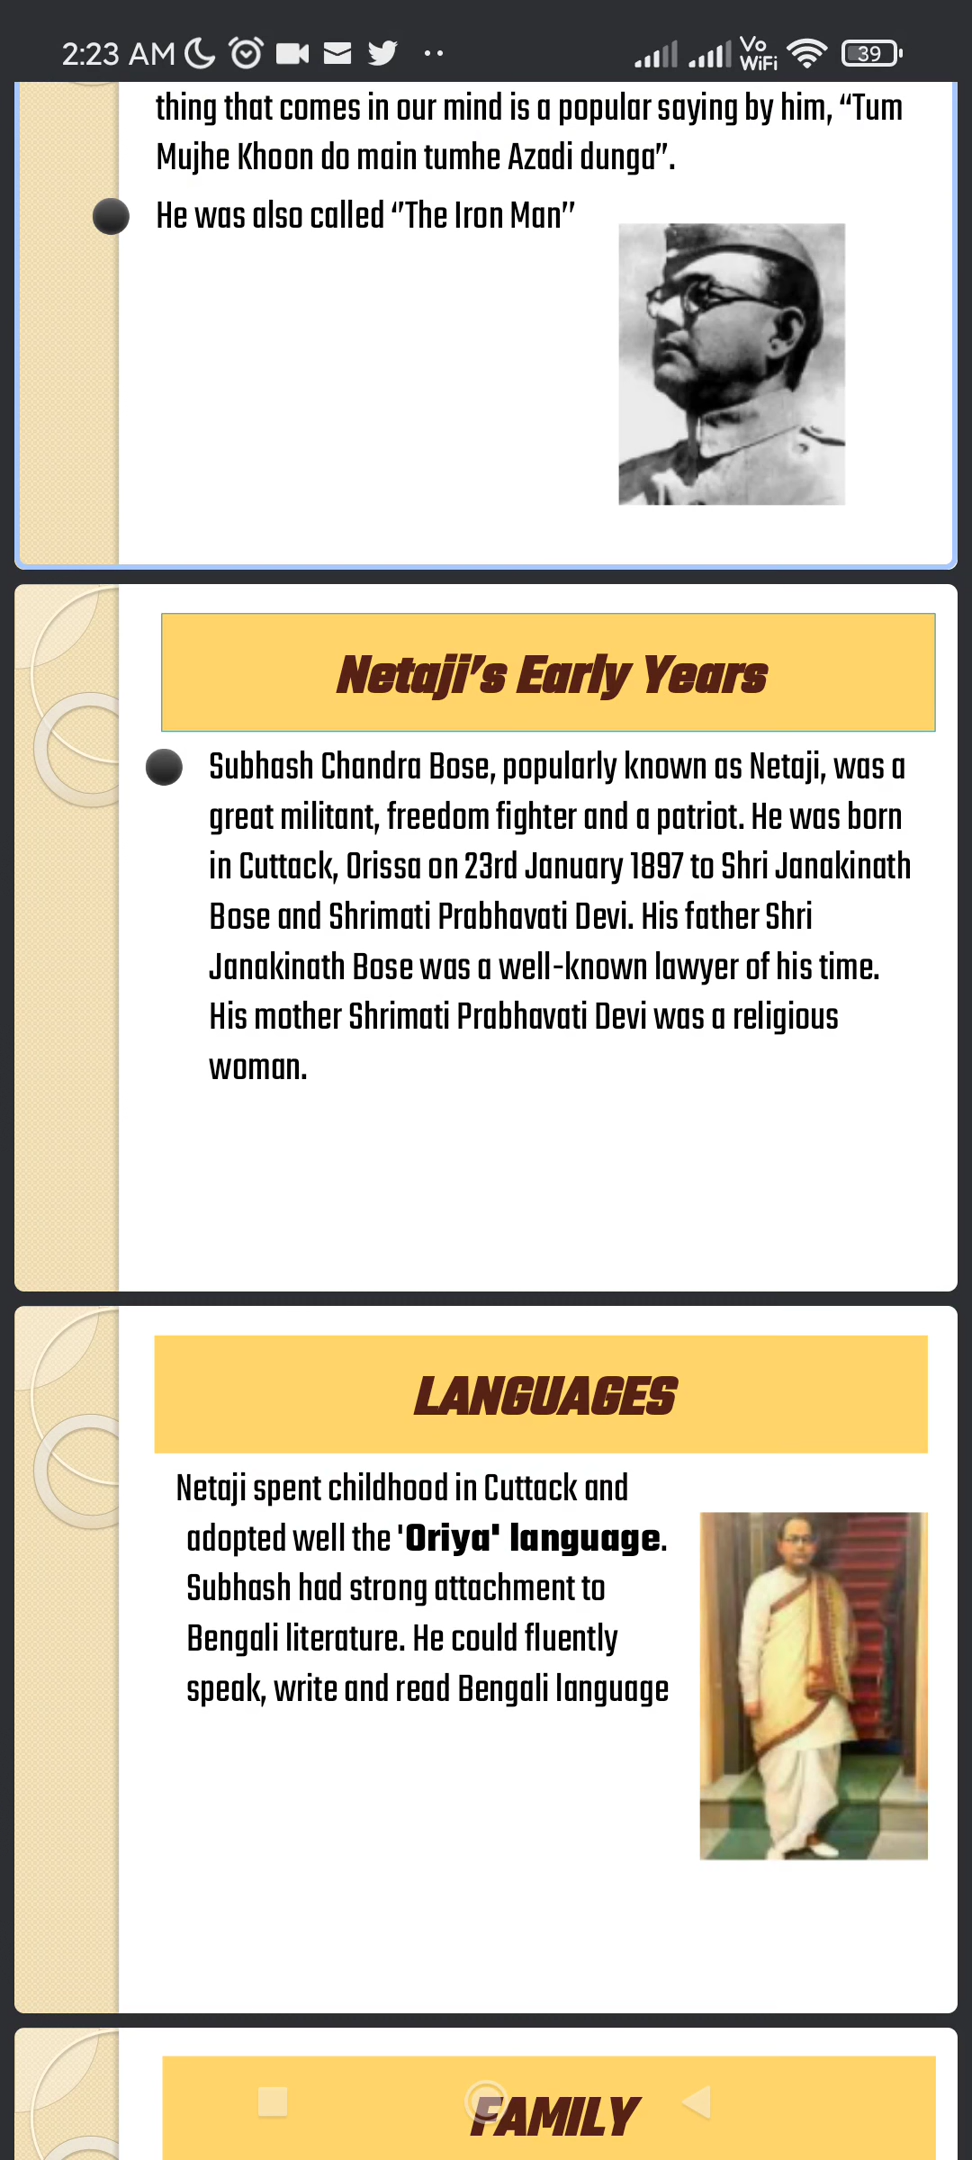 2:23 AM
Vo
WiFi
39
thing that comes in our mind is a popular saying by him, “Tum
Mujhe Khoon do main tumhe Azadi dunga”.
He was also called “The Iron Man”
Netaji’s Early Years
Subhash Chandra Bose, popularly known as Netaji, was a
great militant, freedom fighter and a patriot. He was born
in Cuttack, Orissa on 23rd January 1897 to Shri Janakinath
Bose and Shrimati Prabhavati Devi. His father Shri
Janakinath Bose was a well-known lawyer of his time.
His mother Shrimati Prabhavati Devi was a religious
woman.
LANGUAGES
Netaji spent childhood in Cuttack and
adopted well the 'Oriya' language.
Subhash had strong attachment to
Bengali literature. He could fluently
speak, write and read Bengali language
FAMILY